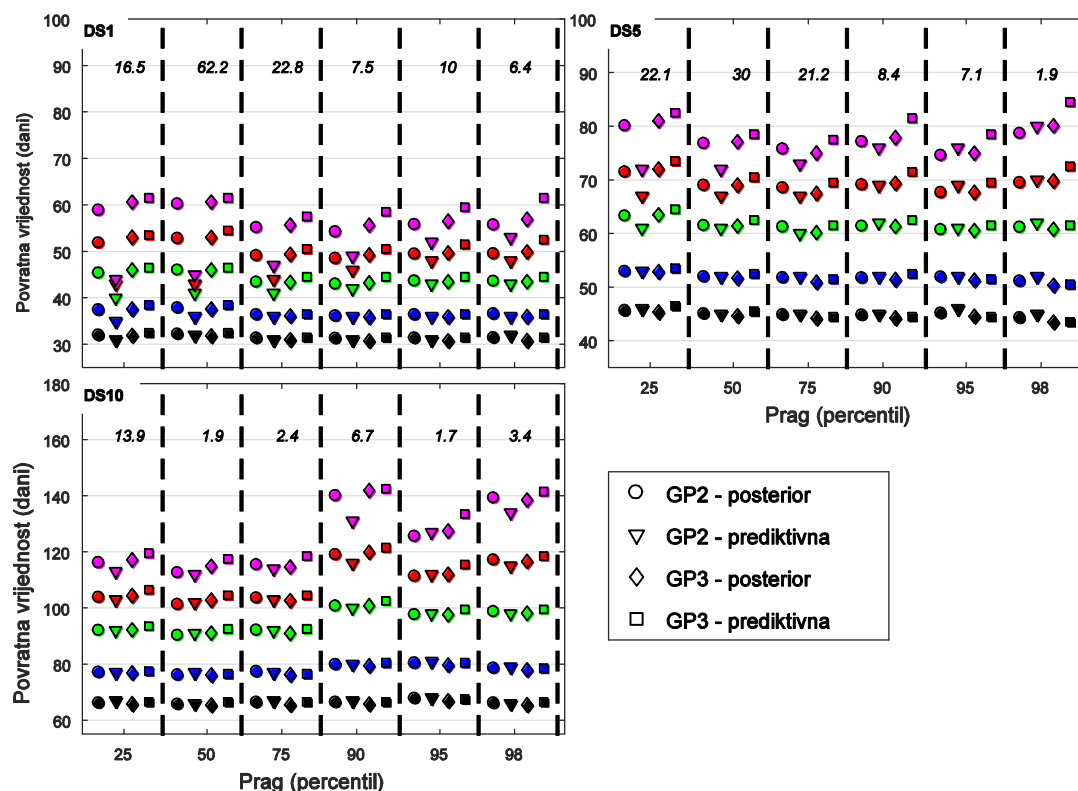 DS1
100
90
80
70
60
50
40
30
Povratna vrijednost (dani)
16.5 62.2 22.8 7.5 10 6.4
DS5
100
90
80
70
60
50
40
22.1 30 21.2 8.4 7.1 1.9
25 50 75 90 95 98
Prag (percentil)
DS10
180
160
140
120
100
80
60
Povratna vrijednost (dani)
13.9 1.9 2.4 6.7 1.7 3.4
25 50 75 90 95 98
Prag (percentil)
GP2 - posterior
GP2 - prediktivna
GP3 - posterior
GP3 - prediktivna